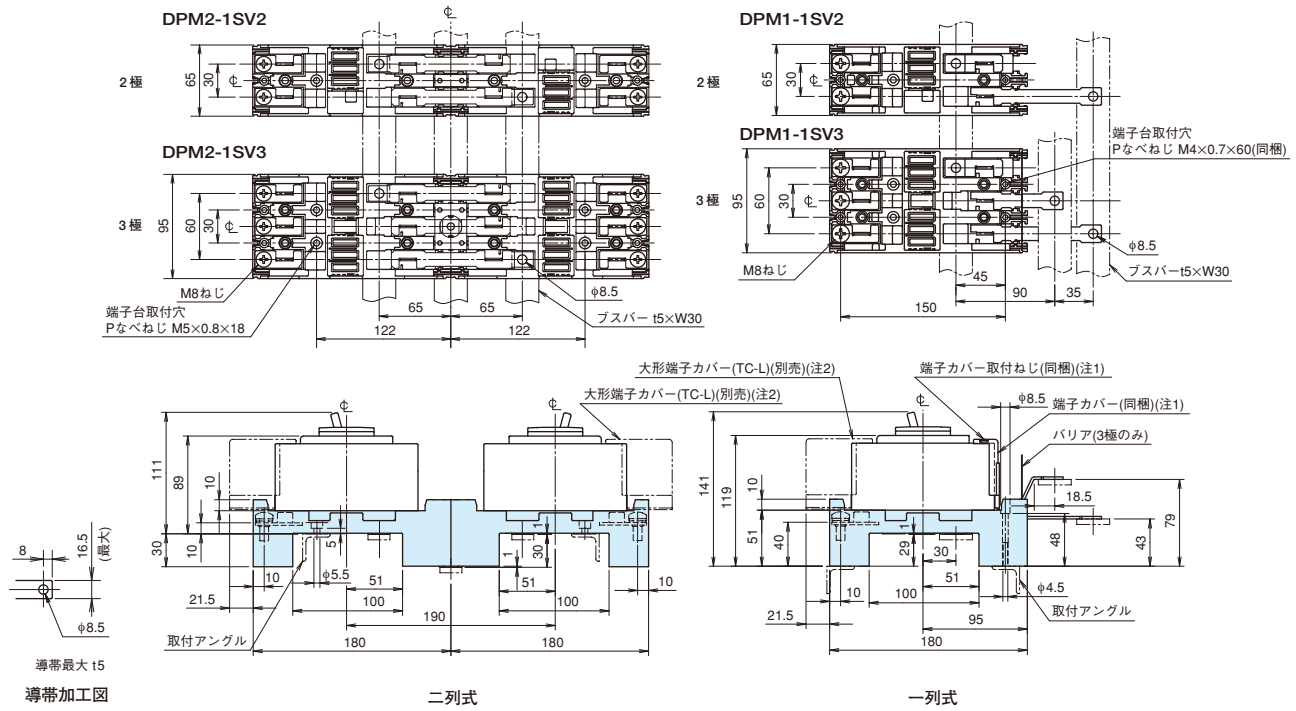 DPM2-1SV2
℄
2極
65
30
℄
DPM2-1SV3
3極
95
60
30
℄
M8ねじ
端子台取付穴
Pなべねじ M5×0.8×18
65
65
122
122
φ8.5
ブスバー t5×W30
DPM1-1SV2
2極
65
30
℄
DPM1-1SV3
端子台取付穴
Pなべねじ M4×0.7×60(同梱)
3極
95
60
30
℄
M8ねじ
φ8.5
ブスバーt5×W30
45
90
35
150
大形端子カバー(TC-L)(別売)(注2)
大形端子カバー(TC-L)(別売)(注2)
℄
℄
111
89
10
30
10
5
1
30
1
10
φ5.5
51
51
10
21.5
100
100
190
取付アングル
180
180
8
16.5
(最大)
φ8.5
導帯最大 t5
導帯加工図
二列式
端子カバー取付ねじ(同梱)(注1)
℄
φ8.5
端子カバー(同梱)(注1)
バリア(3極のみ)
141
119
10
51
40
1
29
30
18.5
79
48
43
10
51
φ4.5
21.5
100
95
取付アングル
180
一列式